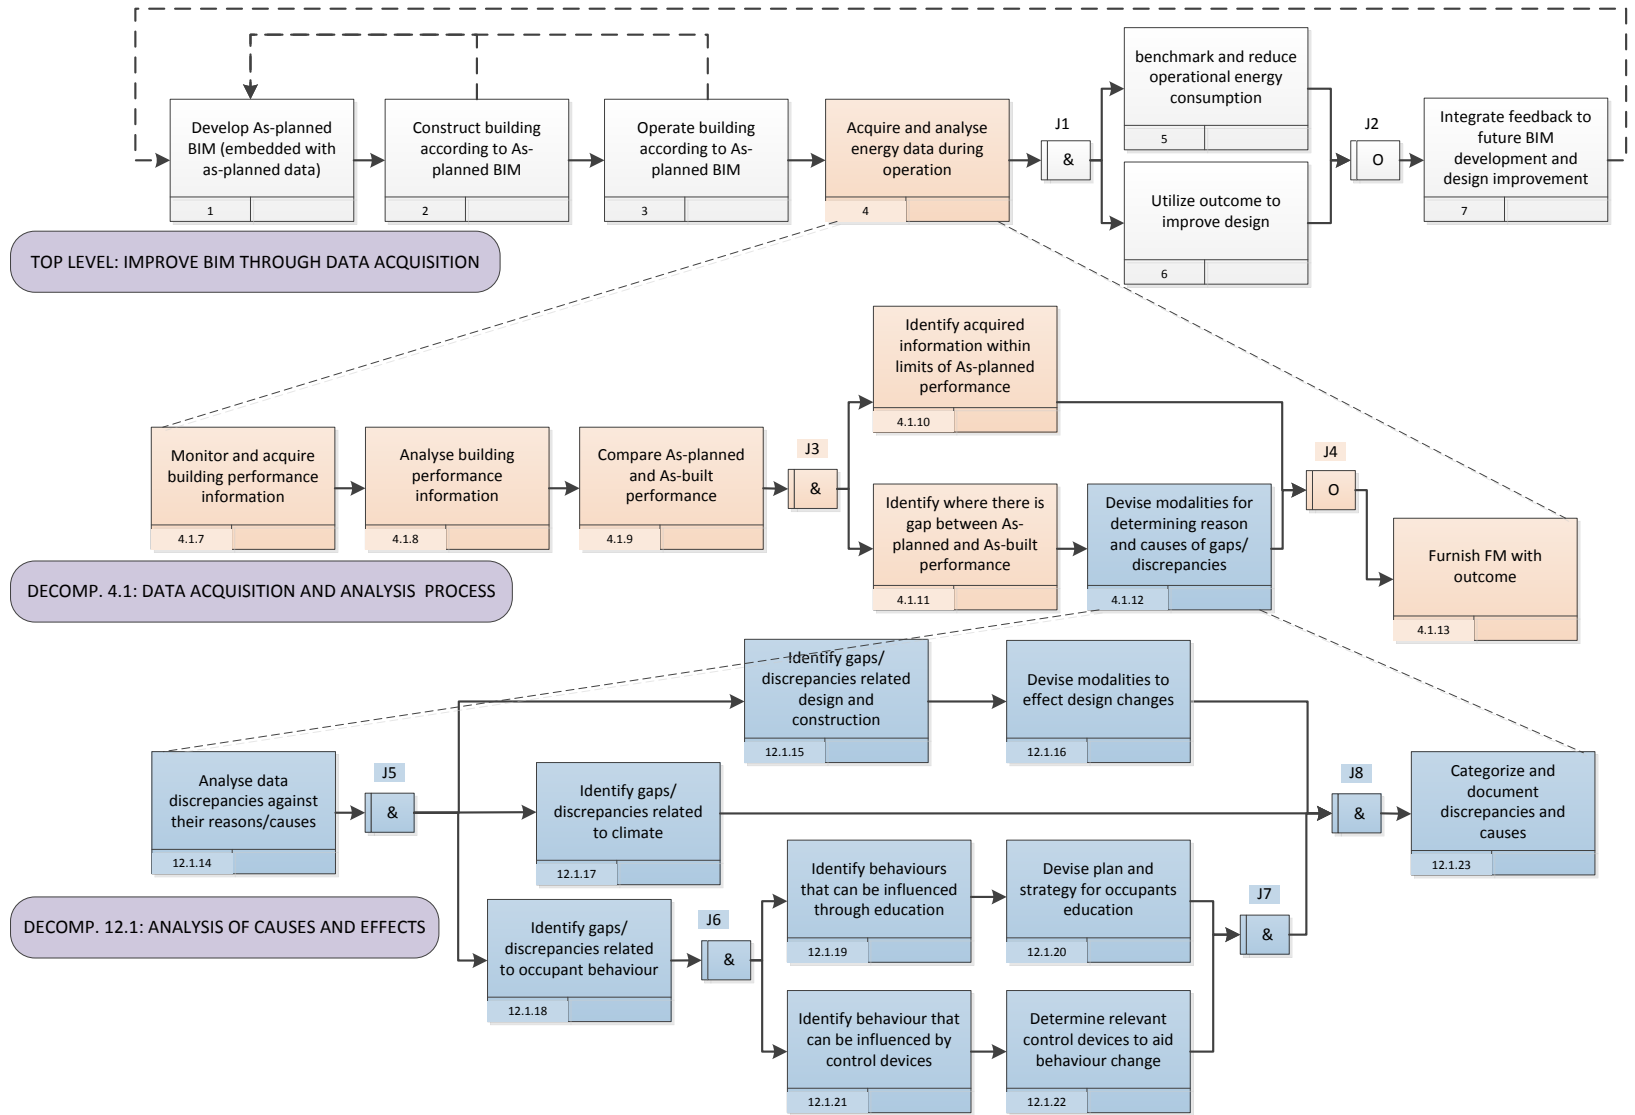 Develop As-planned
BIM (embedded with
as-planned data)
1
Construct building
according to As-
planned BIM
2
Operate building
according to As-
planned BIM
3
Acquire and analyse
energy data during
operation
4
J1
&
benchmark and reduce
operational energy
consumption
5
Utilize outcome to
improve design
6
J2
O
Integrate feedback to
future BIM
development and
design improvement
7
TOP LEVEL: IMPROVE BIM THROUGH DATA ACQUISITION
Monitor and acquire
building performance
information
4.1.7
Analyse building
performance
information
4.1.8
Compare As-planned
and As-built
performance
4.1.9
J3
&
Identify acquired
information within
limits of As-planned
performance
4.1.10
Identify where there is
gap between As-
planned and As-built
performance
4.1.11
Devise modalities for
determining reason
and causes of gaps/
discrepancies
4.1.12
J4
O
Furnish FM with
outcome
4.1.13
DECOMP. 4.1: DATA ACQUISITION AND ANALYSIS  PROCESS
Analyse data
discrepancies against
their reasons/causes
12.1.14
J5
&
Identify gaps/
discrepancies related
design and
construction
12.1.15
Devise modalities to
effect design changes
12.1.16
Identify gaps/
discrepancies related
to climate
12.1.17
Identify gaps/
discrepancies related
to occupant behaviour
12.1.18
J6
&
Identify behaviours
that can be influenced
through education
12.1.19
Devise plan and
strategy for occupants
education
12.1.20
Identify behaviour that
can be influenced by
control devices
12.1.21
Determine relevant
control devices to aid
behaviour change
12.1.22
J7
&
J8
&
Categorize and
document
discrepancies and
causes
12.1.23
DECOMP. 12.1: ANALYSIS OF CAUSES AND EFFECTS